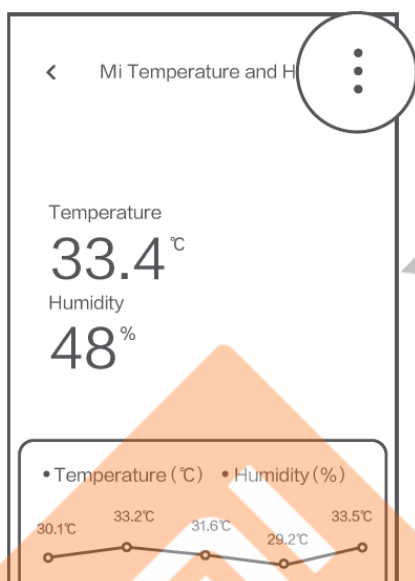 Mi Temperature and H
Temperature
33.4 ℃
Humidity
48 %
• Temperature (℃) • Humidity (%)
30.1℃ 33.2℃ 31.6℃ 29.2℃ 33.5℃